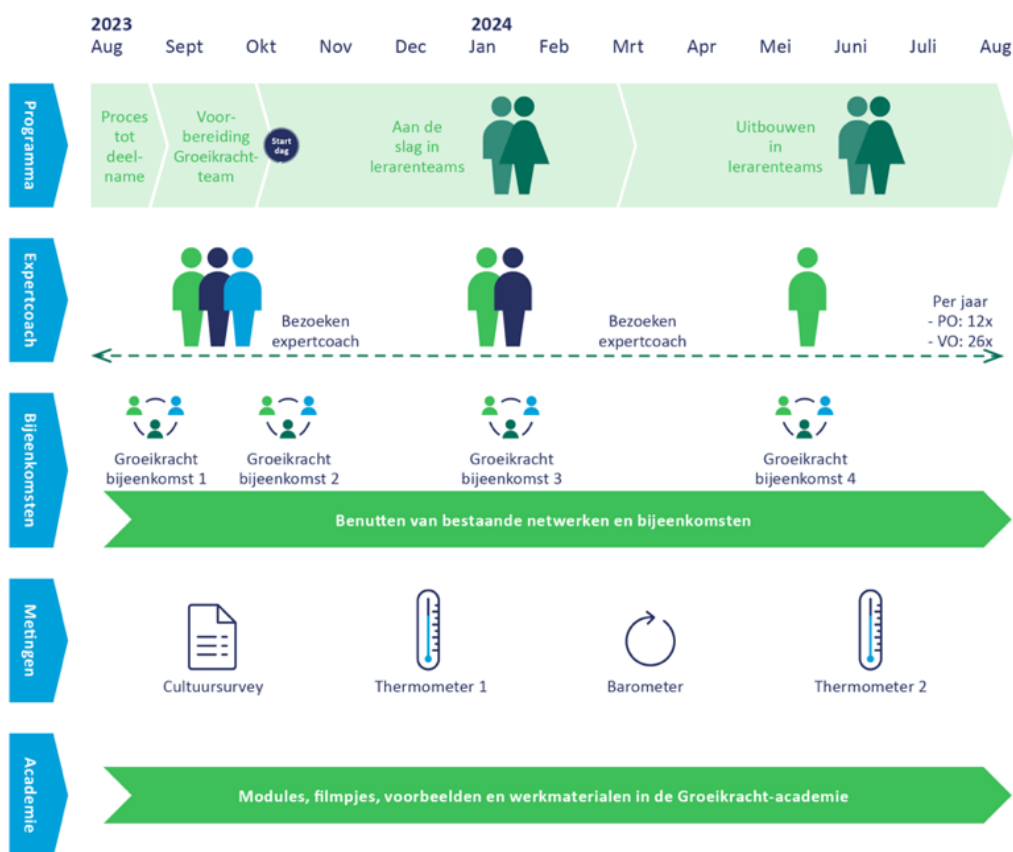 2023
2024
Aug Sept Okt Nov Dec Jan Feb Mrt Apr Mei Juni Juli Aug
Programma
Proces
tot
deel-
name
Voor-
bereiding
Groeikracht-
team
Start
dag
Aan de
slag in
lerarenteams
Uitbouwen
in
lerarenteams
Expertcoach
Bezoeken
expertcoach
Bezoeken
expertcoach
Per jaar
- PO: 12x
- VO: 26x
Bijeenkomsten
Groeikracht
bijeenkomst 1
Groeikracht
bijeenkomst 2
Groeikracht
bijeenkomst 3
Groeikracht
bijeenkomst 4
Benutten van bestaande netwerken en bijeenkomsten
Metingen
Cultuursurvey
Thermometer 1
Barometer
Thermometer 2
Academie
Modules, filmpjes, voorbeelden en werkmaterialen in de Groeikracht-academie